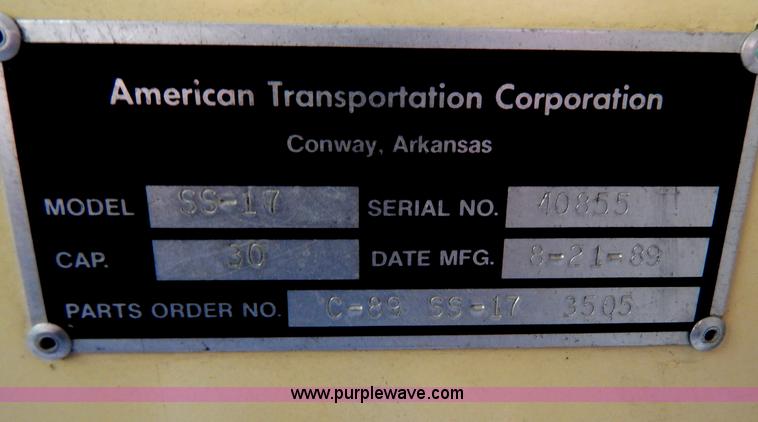 American Transportation Corporation
Conway, Arkansas
MODEL SS-17 SERIAL NO. 10855
CAP. 30 DATE MFG. 8-21-89
PARTS ORDER NO. C-89 SS-17 3505
www.purplewave.com